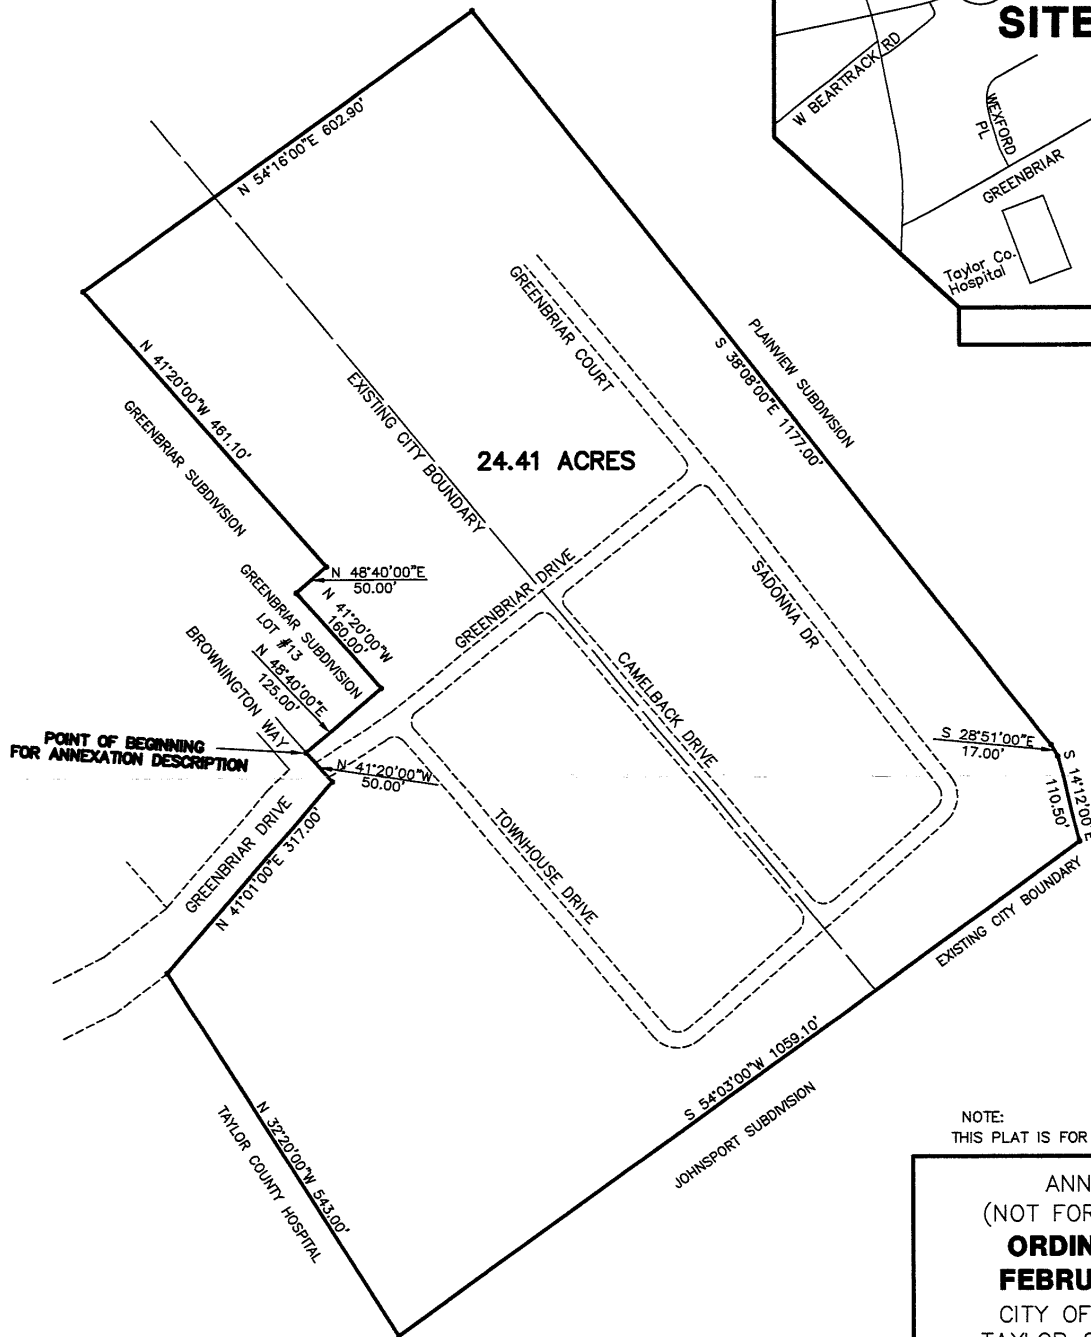 SITE
W BEARTRACK RD
WEXFORD
PL
GREENBRIAR
Taylor Co.
Hospital
N 54°16'00"E 602.90'
N 41°20'00"W 461.10'
GREENBRIAR SUBDIVISION
EXISTING CITY BOUNDARY
GREENBRIAR COURT
PLAINVIEW SUBDIVISION
S 38°08'00"E 1177.00'
24.41 ACRES
N 48°40'00"E
50.00'
N 41°20'00"W
160.00'
GREENBRIAR SUBDIVISION
LOT #13
N 48°40'00"E
125.00'
BROWNINGTON WAY
GREENBRIAR DRIVE
SADONNA DR
CAMELBACK DRIVE
POINT OF BEGINNING
FOR ANNEXATION DESCRIPTION
N 41°20'00"W
50.00'
S 28°51'00"E
17.00'
S 14°12'00"E
110.50'
GREENBRIAR DRIVE
N 41°01'00"E 317.00'
TOWNHOUSE DRIVE
EXISTING CITY BOUNDARY
S 54°03'00"W 1059.10'
JOHNSPORT SUBDIVISION
N 32°20'00"W 543.00'
TAYLOR COUNTY HOSPITAL
NOTE:
THIS PLAT IS FOR
ANN
(NOT FOR
ORDIN
FEBRU
CITY OF